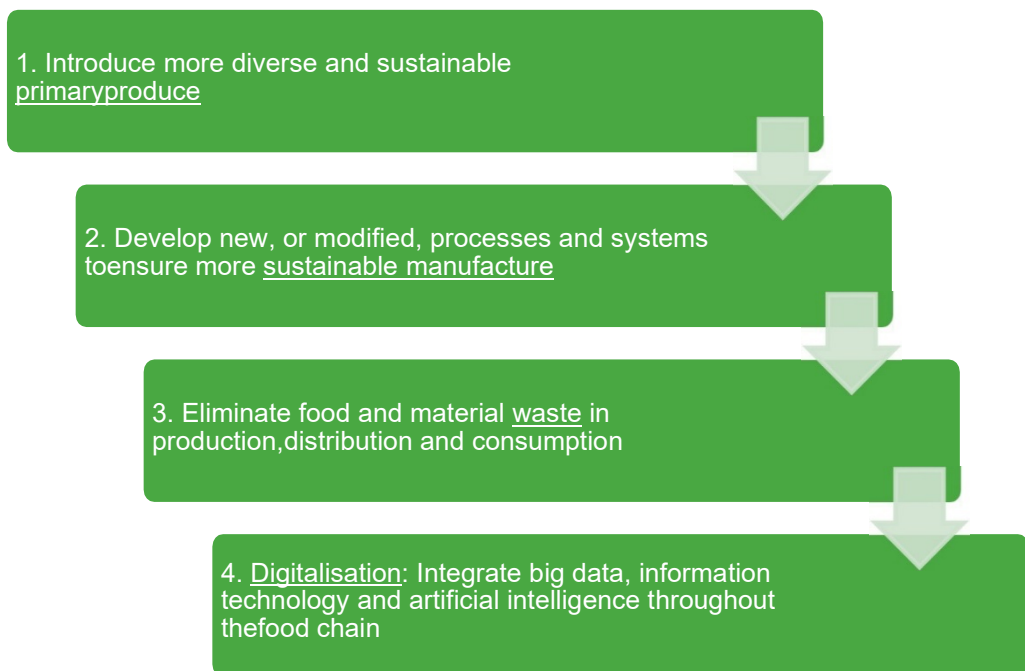 1. Introduce more diverse and sustainable
primaryproduce
2. Develop new, or modified, processes and systems
toensure more sustainable manufacture
3. Eliminate food and material waste in
production,distribution and consumption
4. Digitalisation: Integrate big data, information
technology and artificial intelligence throughout
thefood chain